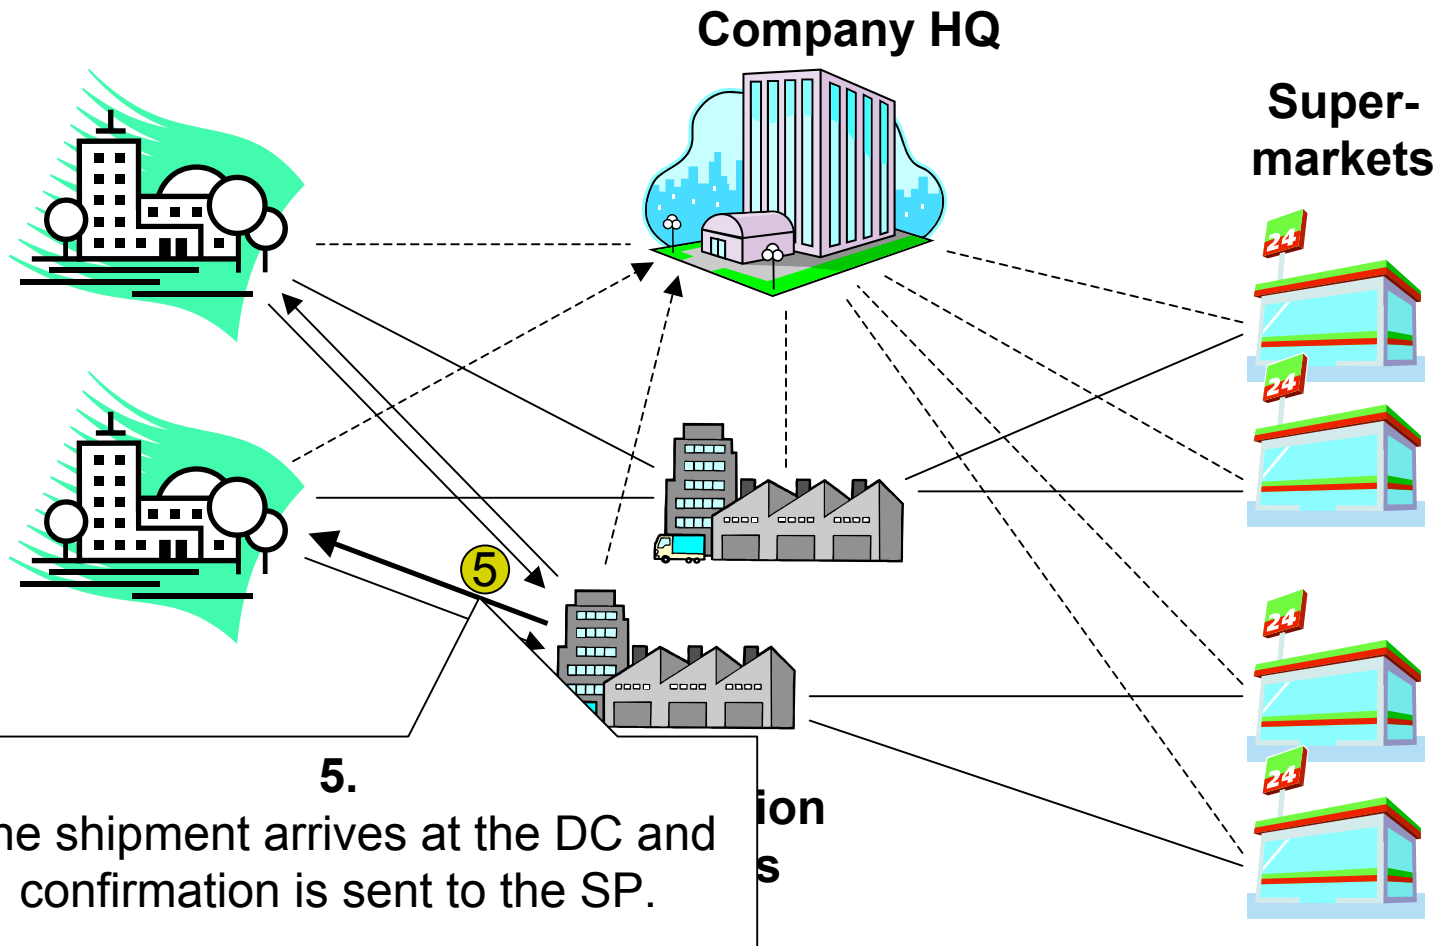 Company HQ
Super-
markets
24
24
5
24
24
5.
ne shipment arrives at the DC and
confirmation is sent to the SP.
ion
s